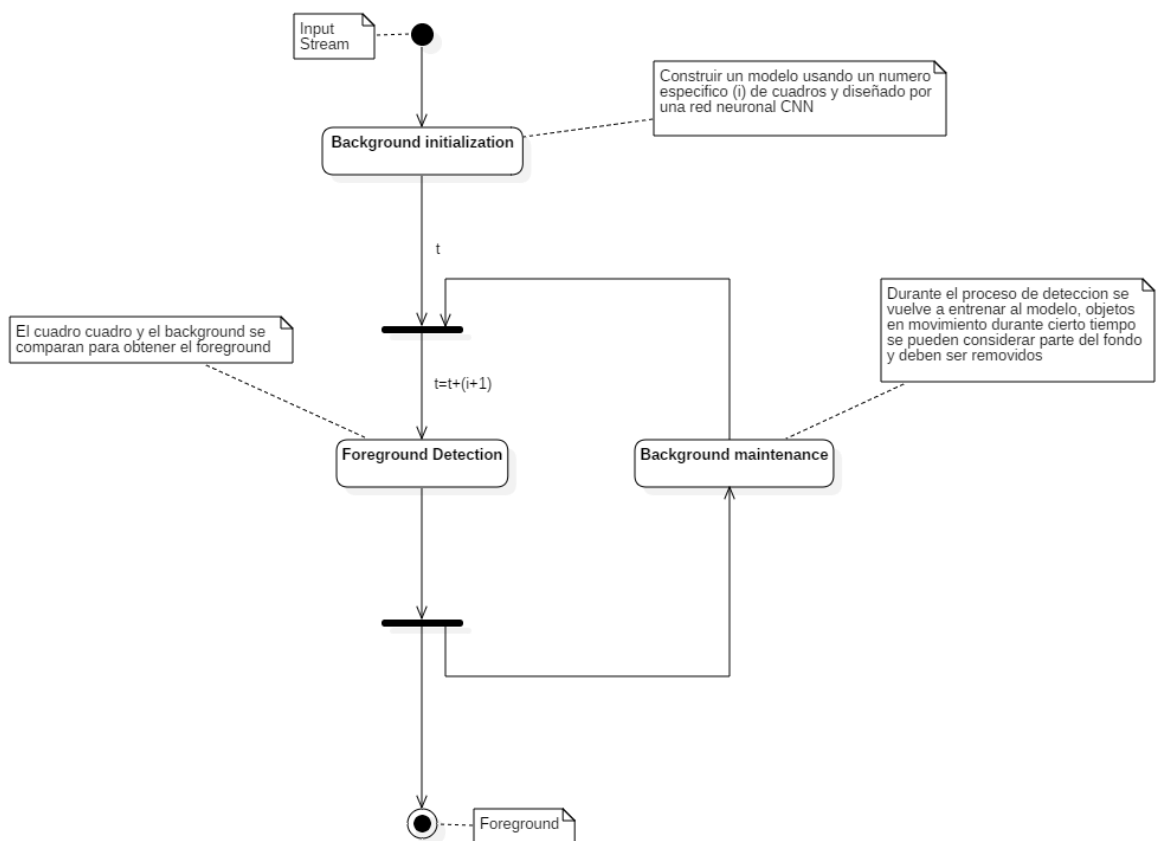 Input
Stream
Construir un modelo usando un numero
especifico (i) de cuadros y diseñado por
una red neuronal CNN
Background initialization
t
Durante el proceso de deteccion se
vuelve a entrenar al modelo, objetos
en movimiento durante cierto tiempo
se pueden considerar parte del fondo
y deben ser removidos
El cuadro cuadro y el background se
comparan para obtener el foreground
t=t+(i+1)
Foreground Detection
Background maintenance
Foreground